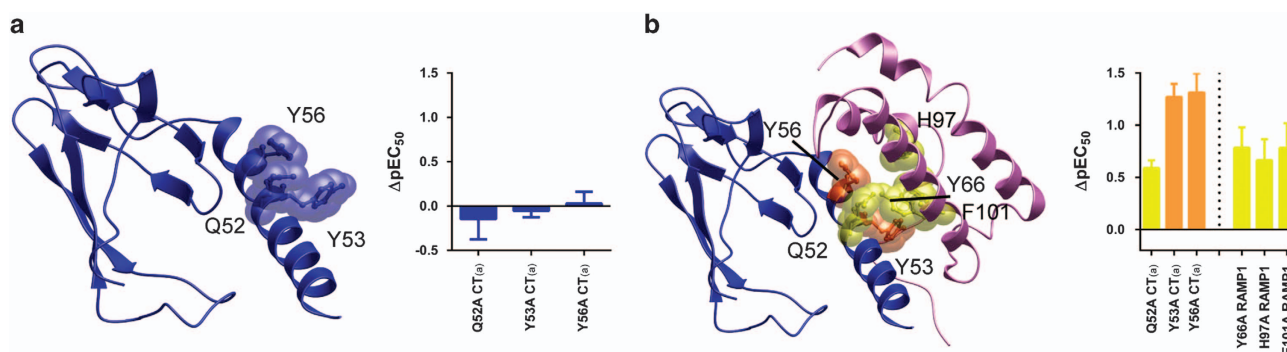 a
Y56
Q52
Y53
ΔpEC50
1.5
1.0
0.5
0.0
-0.5
Q52A CT(a)
Y53A CT(a)
Y56A CT(a)
b
H97
Y56
Y66
F101
Q52
Y53
ΔpEC50
1.5
1.0
0.5
0.0
Q52A CT(a)
Y53A CT(a)
Y56A CT(a)
Y66A RAMP1
H97A RAMP1
F101A RAMP1